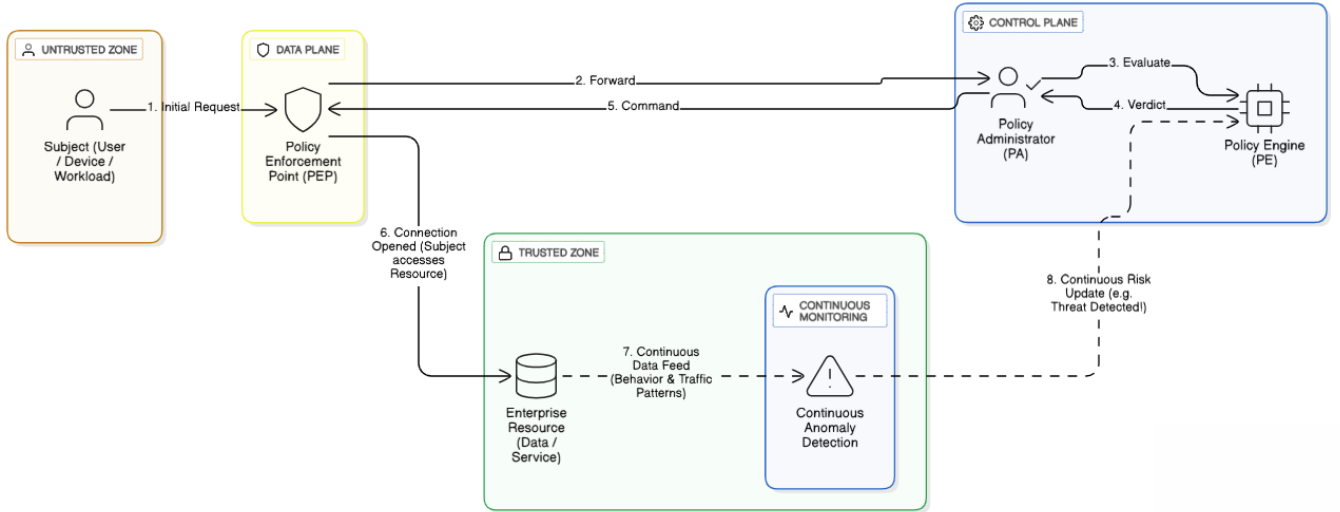 UNTRUSTED ZONE
Subject (User
/ Device /
Workload)
1. Initial Request
DATA PLANE
Policy
Enforcement
Point (PEP)
2. Forward
5. Command
CONTROL PLANE
Policy
Administrator
(PA)
3. Evaluate
4. Verdict
Policy Engine
(PE)
6. Connection
Opened (Subject
accesses
Resource)
TRUSTED ZONE
Enterprise
Resource
(Data /
Service)
7. Continuous
Data Feed
(Behavior & Traffic
Patterns)
CONTINUOUS
MONITORING
Continuous
Anomaly
Detection
8. Continuous Risk
Update (e.g.
Threat Detected!)